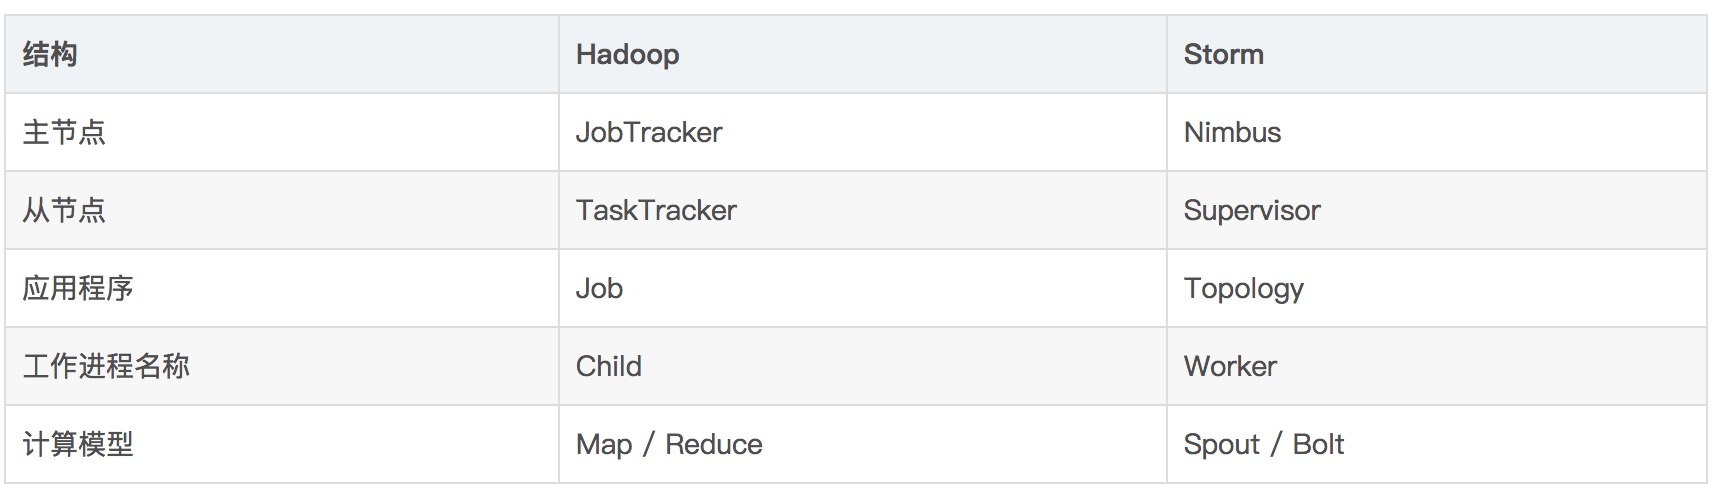 结构 Hadoop Storm
主节点 JobTracker Nimbus
从节点 TaskTracker Supervisor
应用程序 Job Topology
工作进程名称 Child Worker
计算模型 Map / Reduce Spout / Bolt